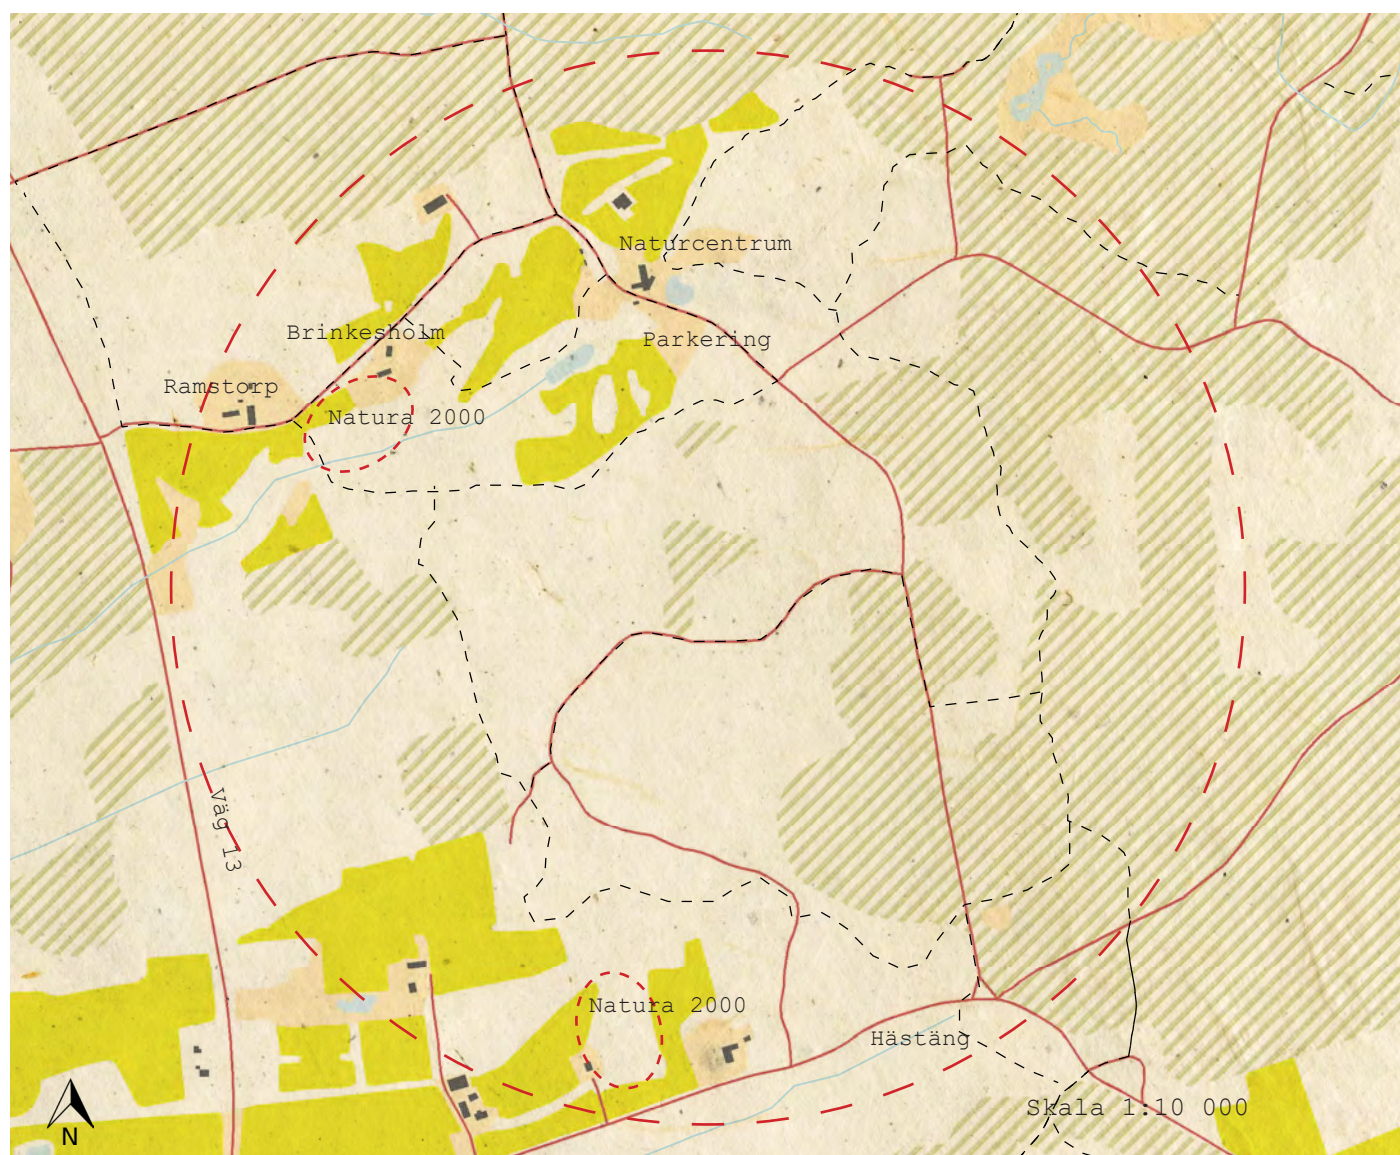 Naturcentrum
Brinkesholm
Parkering
Ramstorp
Natura 2000
Väg 13
Natura 2000
Hästäng
Skala 1:10 000
N